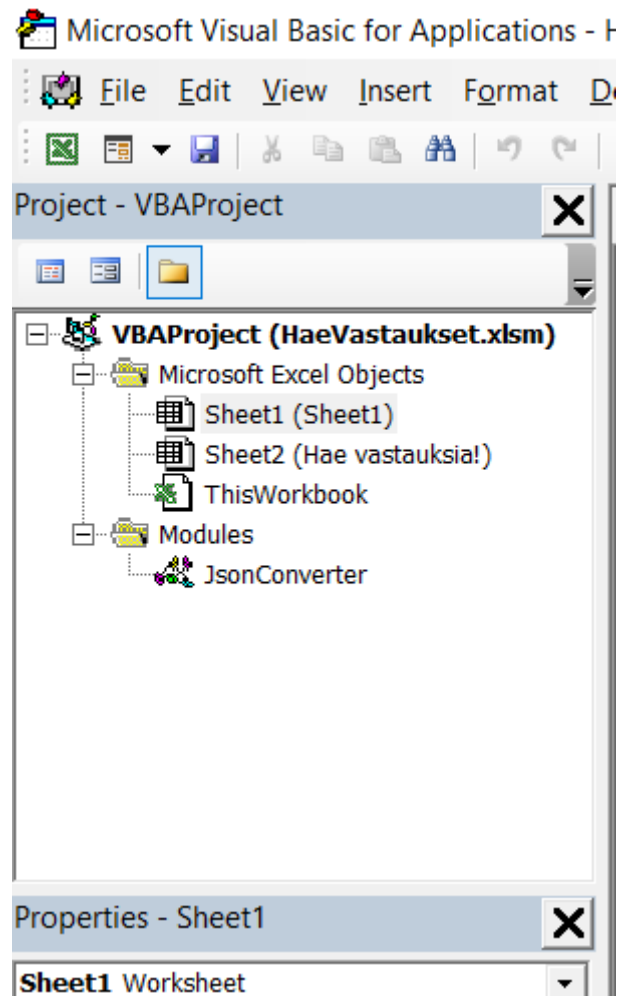 Microsoft Visual Basic for Applications -
File Edit View Insert Format
Project - VBAProject
VBAProject (HaeVastaukset.xlsm)
Microsoft Excel Objects
Sheet1 (Sheet1)
Sheet2 (Hae vastauksia!)
ThisWorkbook
Modules
JsonConverter
Properties - Sheet1
Sheet1 Worksheet